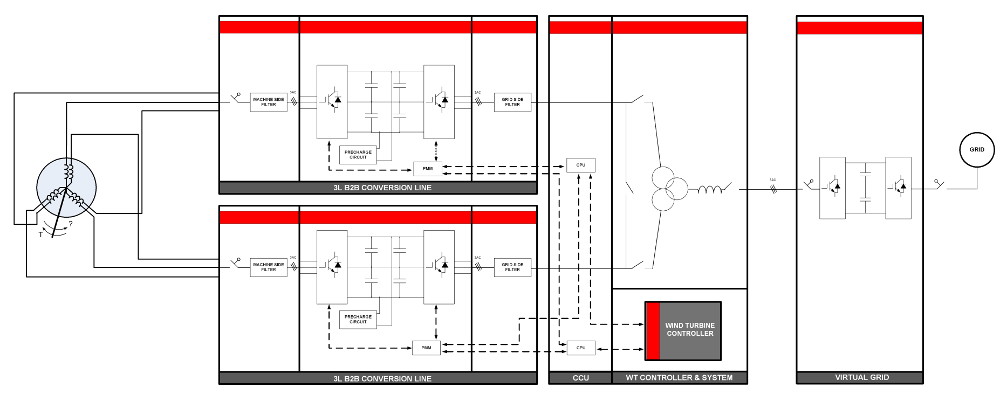 3AC
MACHINE SIDE
FILTER
3AC
GRID SIDE
FILTER
PRECHARGE
CIRCUIT
PMM
CPU
3L B2B CONVERSION LINE
GRID
3AC
?
T
3AC
MACHINE SIDE
FILTER
3AC
GRID SIDE
FILTER
PRECHARGE
CIRCUIT
PMM
CPU
WIND TURBINE
CONTROLLER
3L B2B CONVERSION LINE
CCU
WT CONTROLLER & SYSTEM
VIRTUAL GRID